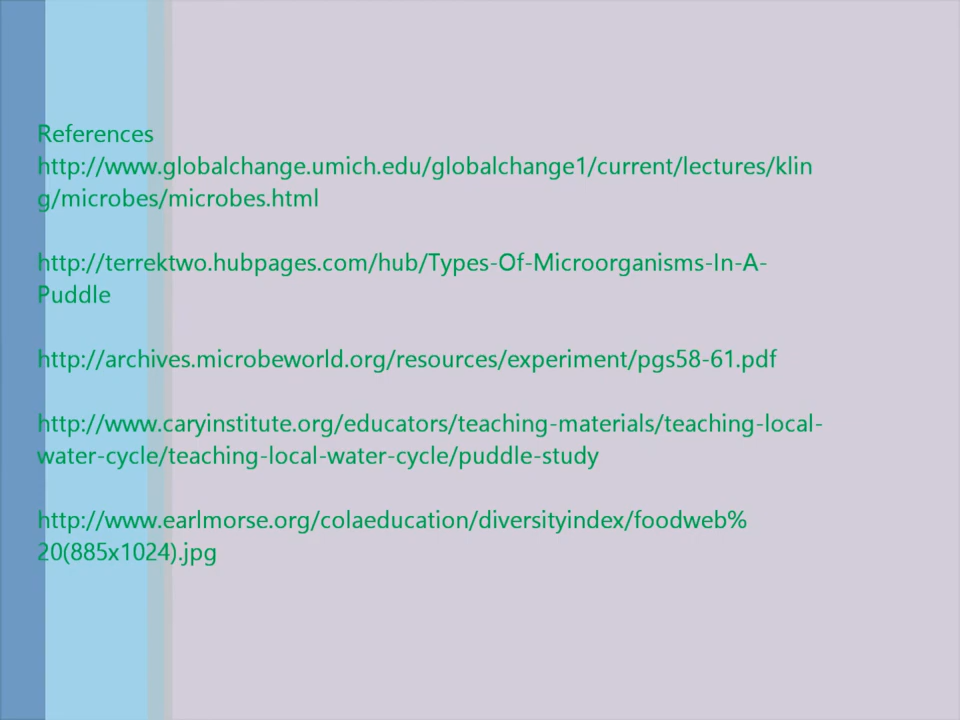 References
http://www.globalchange.umich.edu/globalchange1/current/lectures/klin
g/microbes/microbes.html
http://terrektwo.hubpages.com/hub/Types-Of-Microorganisms-In-A-
Puddle
http://archives.microbeworld.org/resources/experiment/pgs58-61.pdf
http://www.caryinstitute.org/educators/teaching-materials/teaching-local-
water-cycle/teaching-local-water-cycle/puddle-study
http://www.earlmorse.org/colaeducation/diversityindex/foodweb%
20(885x1024).jpg